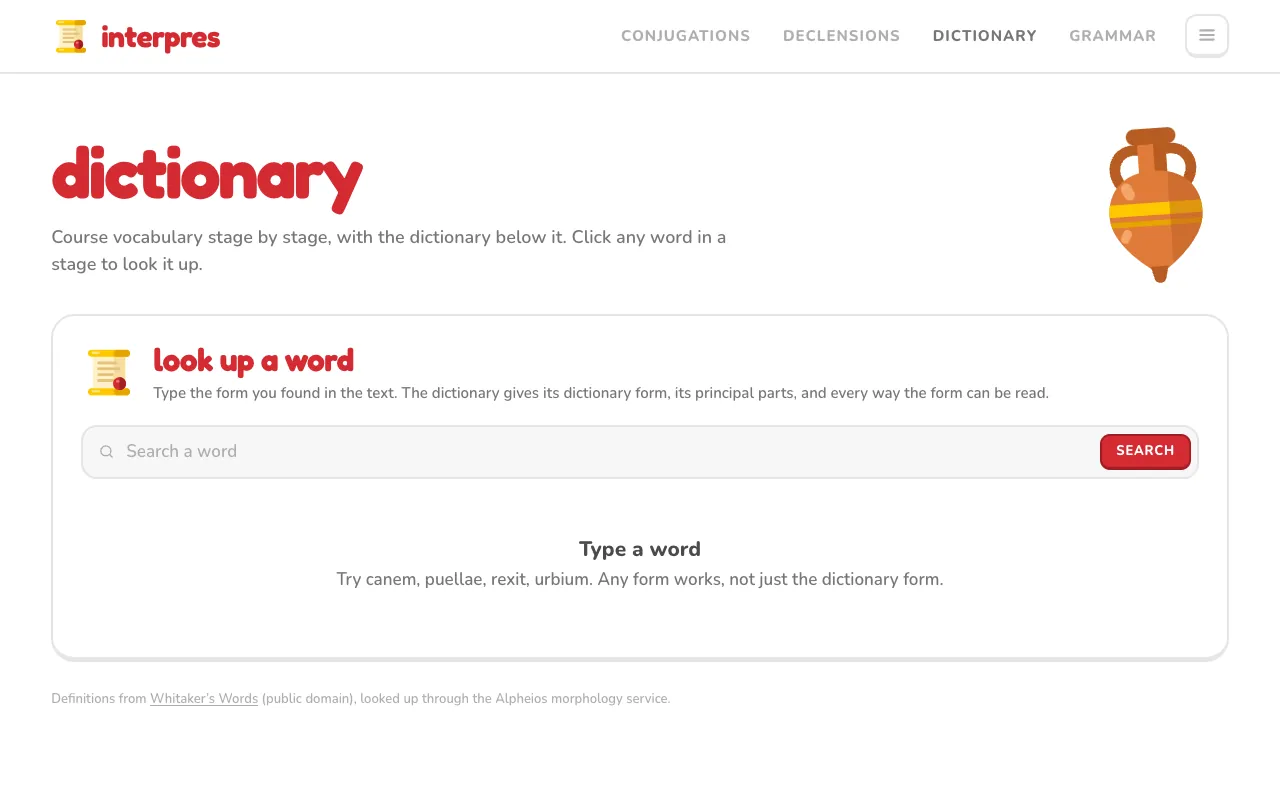 interpres
CONJUGATIONS
DECLENSIONS
DICTIONARY
GRAMMAR
dictionary
Course vocabulary stage by stage, with the dictionary below it. Click any word in a
stage to look it up.
look up a word
Type the form you found in the text. The dictionary gives its dictionary form, its principal parts, and every way the form can be read.
Search a word
SEARCH
Type a word
Try canem, puellae, rexit, urbium. Any form works, not just the dictionary form.
Definitions from Whitaker's Words (public domain), looked up through the Alpheios morphology service.